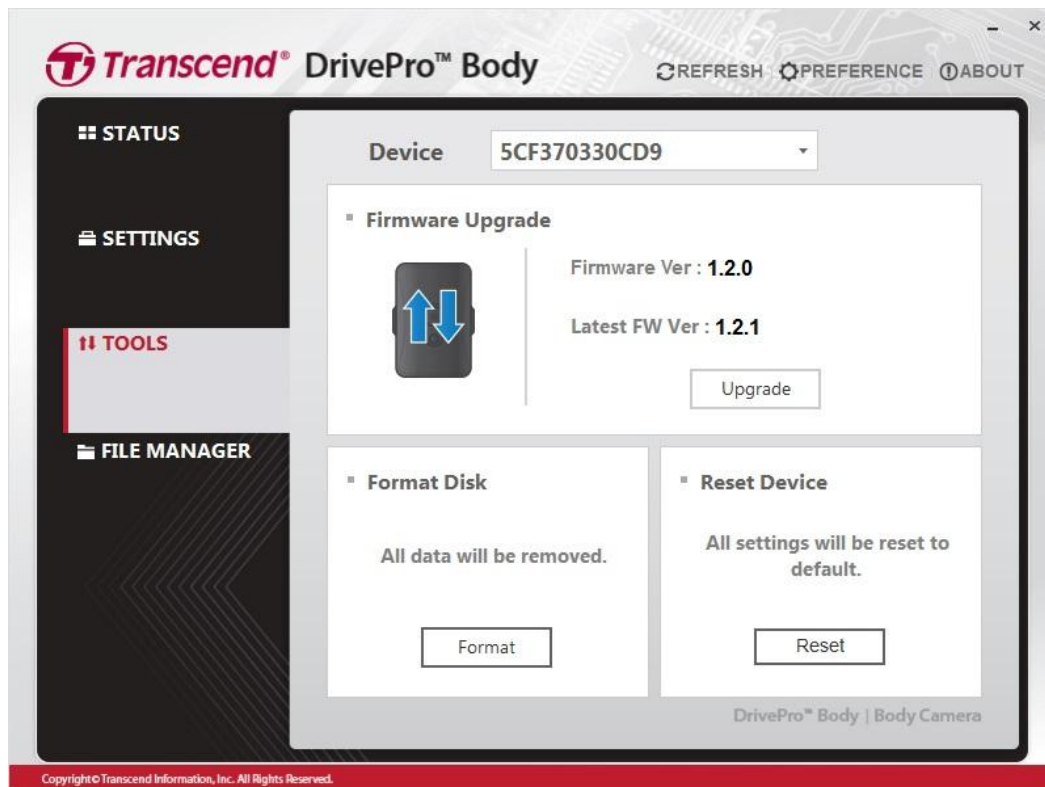 Transcend® DrivePro™ Body
REFRESH PREFERENCE ABOUT
STATUS
Device 5CF370330CD9
SETTINGS
Firmware Upgrade
Firmware Ver : 1.2.0
Latest FW Ver : 1.2.1
Upgrade
TOOLS
FILE MANAGER
Format Disk
All data will be removed.
Format
Reset Device
All settings will be reset to
default.
Reset
DrivePro™ Body | Body Camera
Copyright© Transcend Information, Inc. All Rights Reserved.